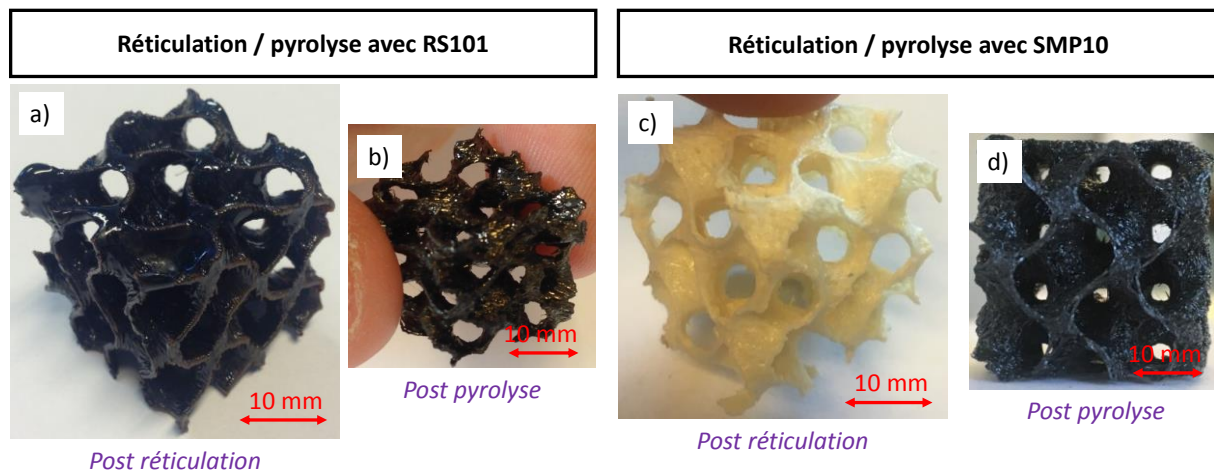 Réticulation / pyrolyse avec RS101
Réticulation / pyrolyse avec SMP10
a)
10 mm
Post réticulation
b)
10 mm
Post pyrolyse
c)
10 mm
Post réticulation
d)
10 mm
Post pyrolyse